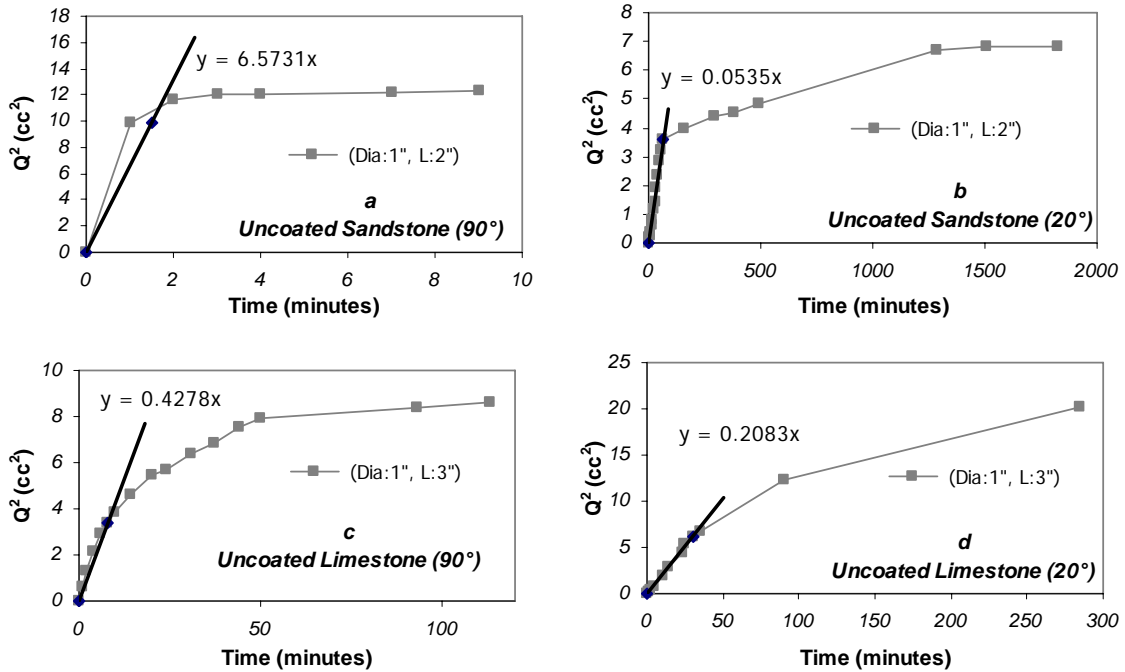 18
16
14
12
10
8
6
4
2
0
Q² (cc²)
y = 6.5731x
(Dia:1", L:2")
a
Uncoated Sandstone (90°)
0 2 4 6 8 10
Time (minutes)
8
7
6
5
4
3
2
1
0
Q² (cc²)
y = 0.0535x
(Dia:1", L:2")
b
Uncoated Sandstone (20°)
0 500 1000 1500 2000
Time (minutes)
10
8
6
4
2
0
Q² (cc²)
y = 0.4278x
(Dia:1", L:3")
c
Uncoated Limestone (90°)
0 50 100
Time (minutes)
25
20
15
10
5
0
Q² (cc²)
y = 0.2083x
(Dia:1", L:3")
d
Uncoated Limestone (20°)
0 50 100 150 200 250 300
Time (minutes)